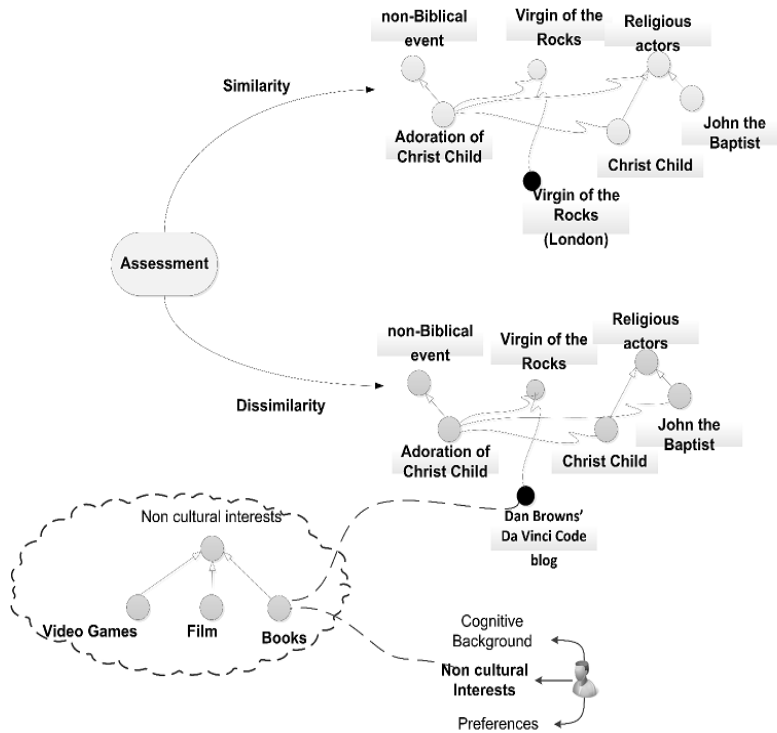 non-Biblical
event
Virgin of the
Rocks
Religious
actors
Similarity
Adoration of
Christ Child
John the
Baptist
Christ Child
Virgin of the
Rocks
(London)
Assessment
non-Biblical
event
Virgin of the
Rocks
Religious
actors
Dissimilarity
Adoration of
Christ Child
Christ Child
John the
Baptist
Dan Browns’
Da Vinci Code
blog
Non cultural interests
Video Games
Film
Books
Cognitive
Background
Non cultural
Interests
Preferences